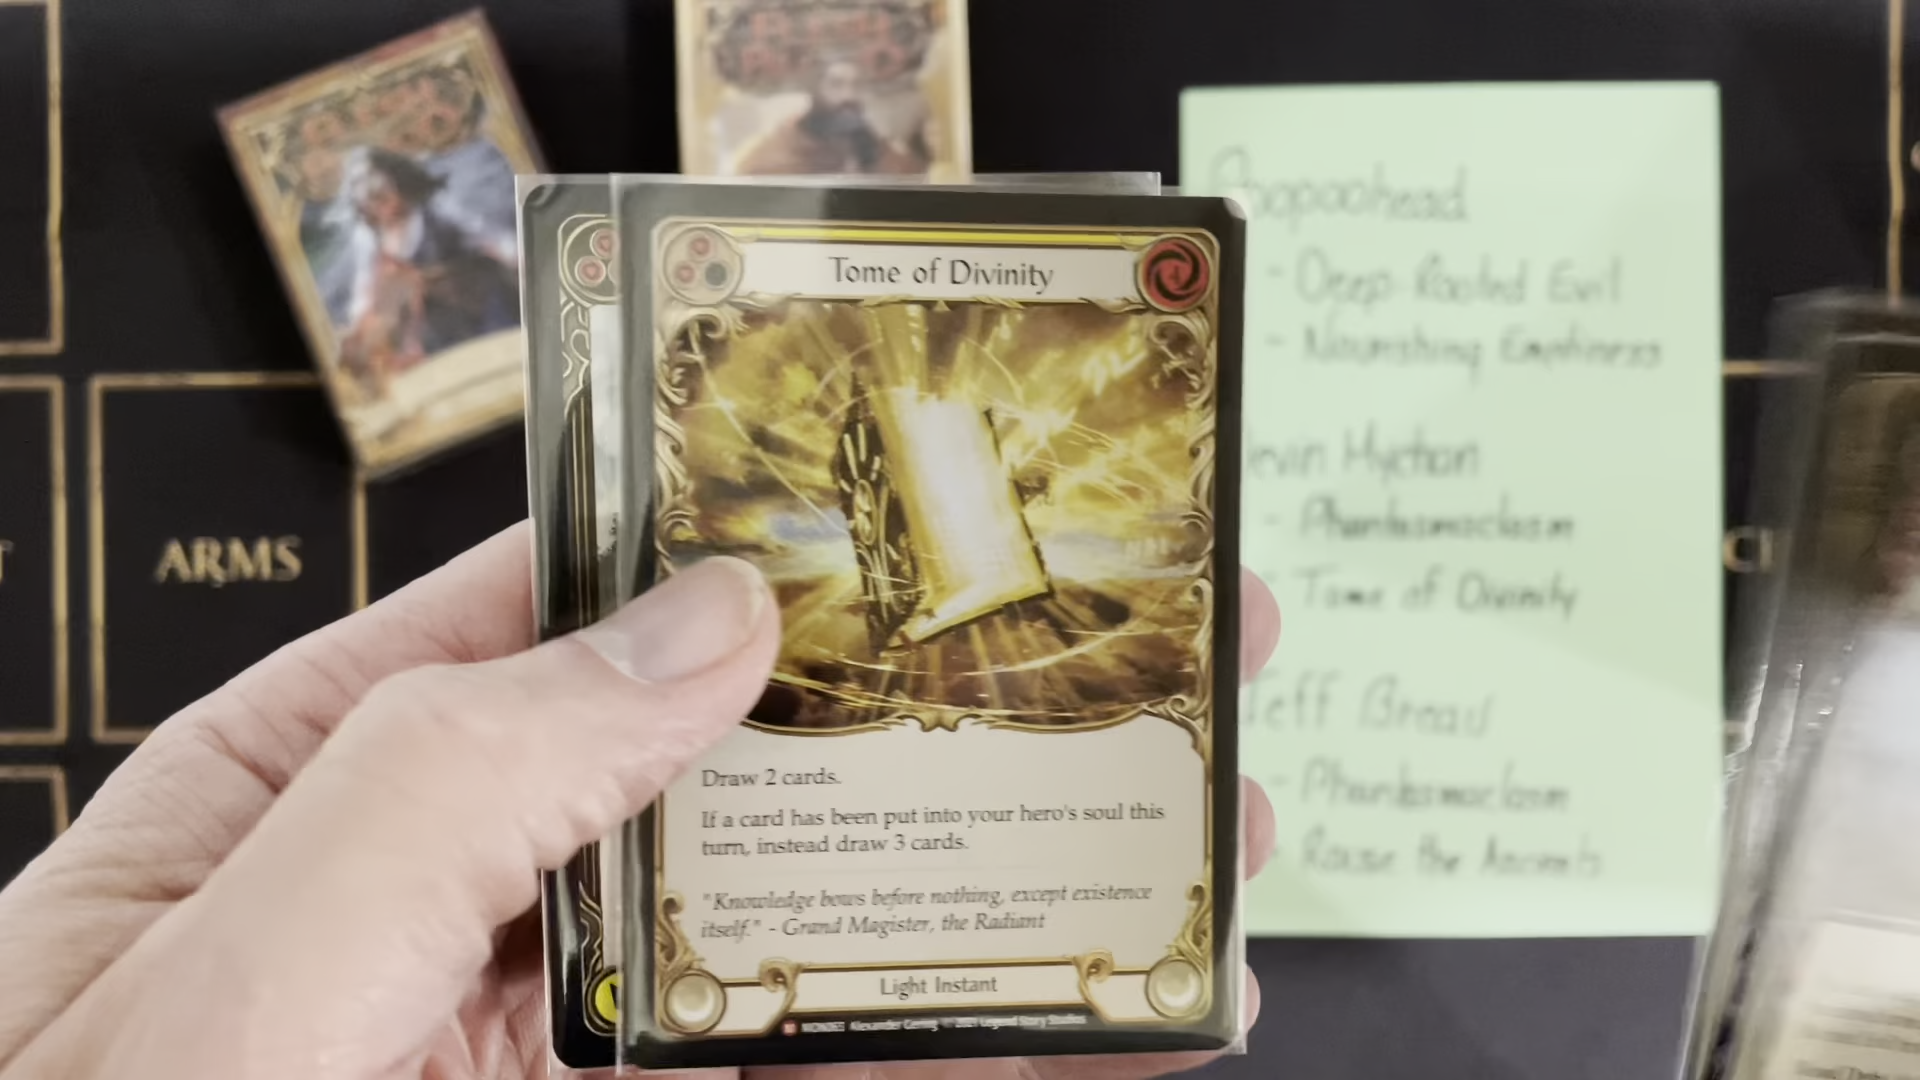 Tome of Divinity
4
Draw 2 cards.
If a card has been put into your hero's soul this
turn, instead draw 3 cards.
"Knowledge bows before nothing, except existence
itself." - Grand Magister, the Radiant
Light Instant
ARMS
- Deep Rooted Evil
- Nourishing Emptiness
- Phantasmaclasm
- Tome of Divinity
Jeff
- Phantasmaclasm
- Rouse the Ancients